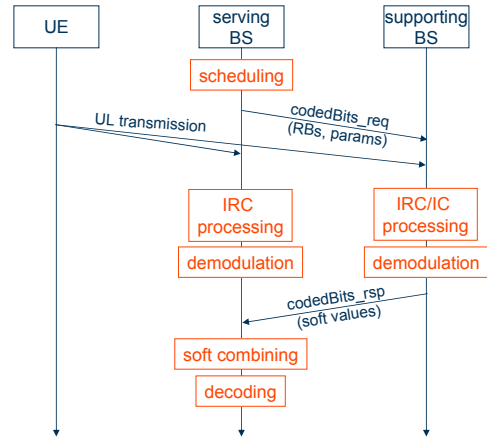 UE
serving
BS
supporting
BS
scheduling
codedBits_req
(RBs, params)
UL transmission
IRC
processing
IRC/IC
processing
demodulation
demodulation
codedBits_rsp
(soft values)
soft combining
decoding